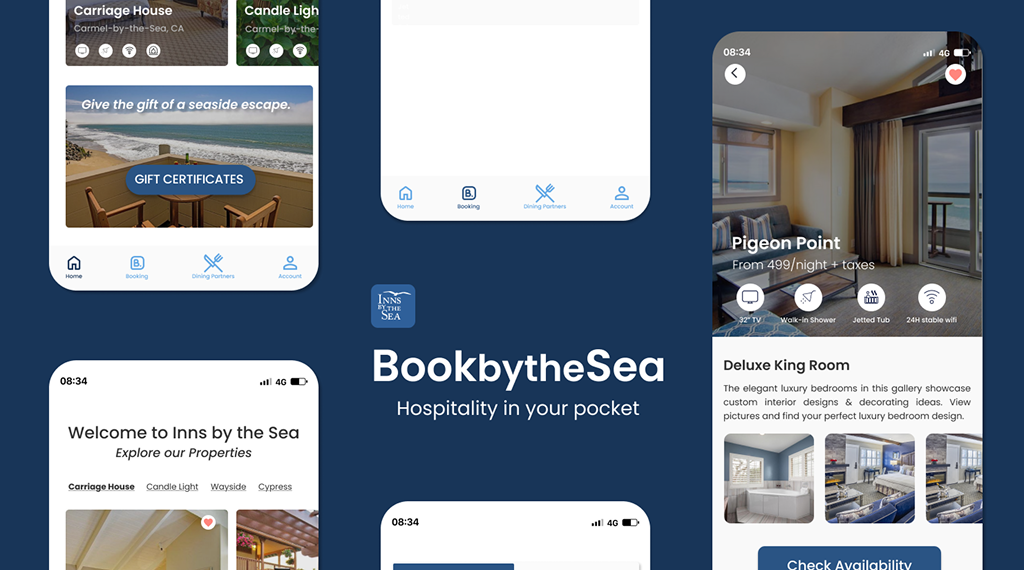 Carriage House
Carmel-by-the-Sea, CA
Candle Ligh
Carmel-by-the-
Give the gift of a seaside escape.
GIFT CERTIFICATES
Home
Booking
Dining Partners
Account
08:34
4G
Welcome to Inns by the Sea
Explore our Properties
Carriage House
Candle Light
Wayside
Cypress
Home
Booking
Dining Partners
Account
INNS
BY THE
SEA
BookbytheSea
Hospitality in your pocket
08:34
4G
08:34
4G
Pigeon Point
From 499/night + taxes
32" TV
Walk-in Shower
Jetted Tub
24H stable wifi
Deluxe King Room
The elegant luxury bedrooms in this gallery showcase
custom interior designs & decorating ideas. View
pictures and find your perfect luxury bedroom design.
Check Availability